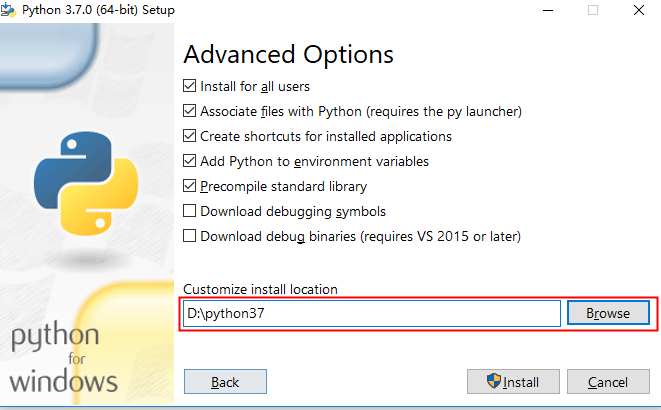 Python 3.7.0 (64-bit) Setup
Advanced Options
Install for all users
Associate files with Python (requires the py launcher)
Create shortcuts for installed applications
Add Python to environment variables
Precompile standard library
Download debugging symbols
Download debug binaries (requires VS 2015 or later)
Customize install location
D:\python37
Browse
python
for
windows
Back
Install
Cancel